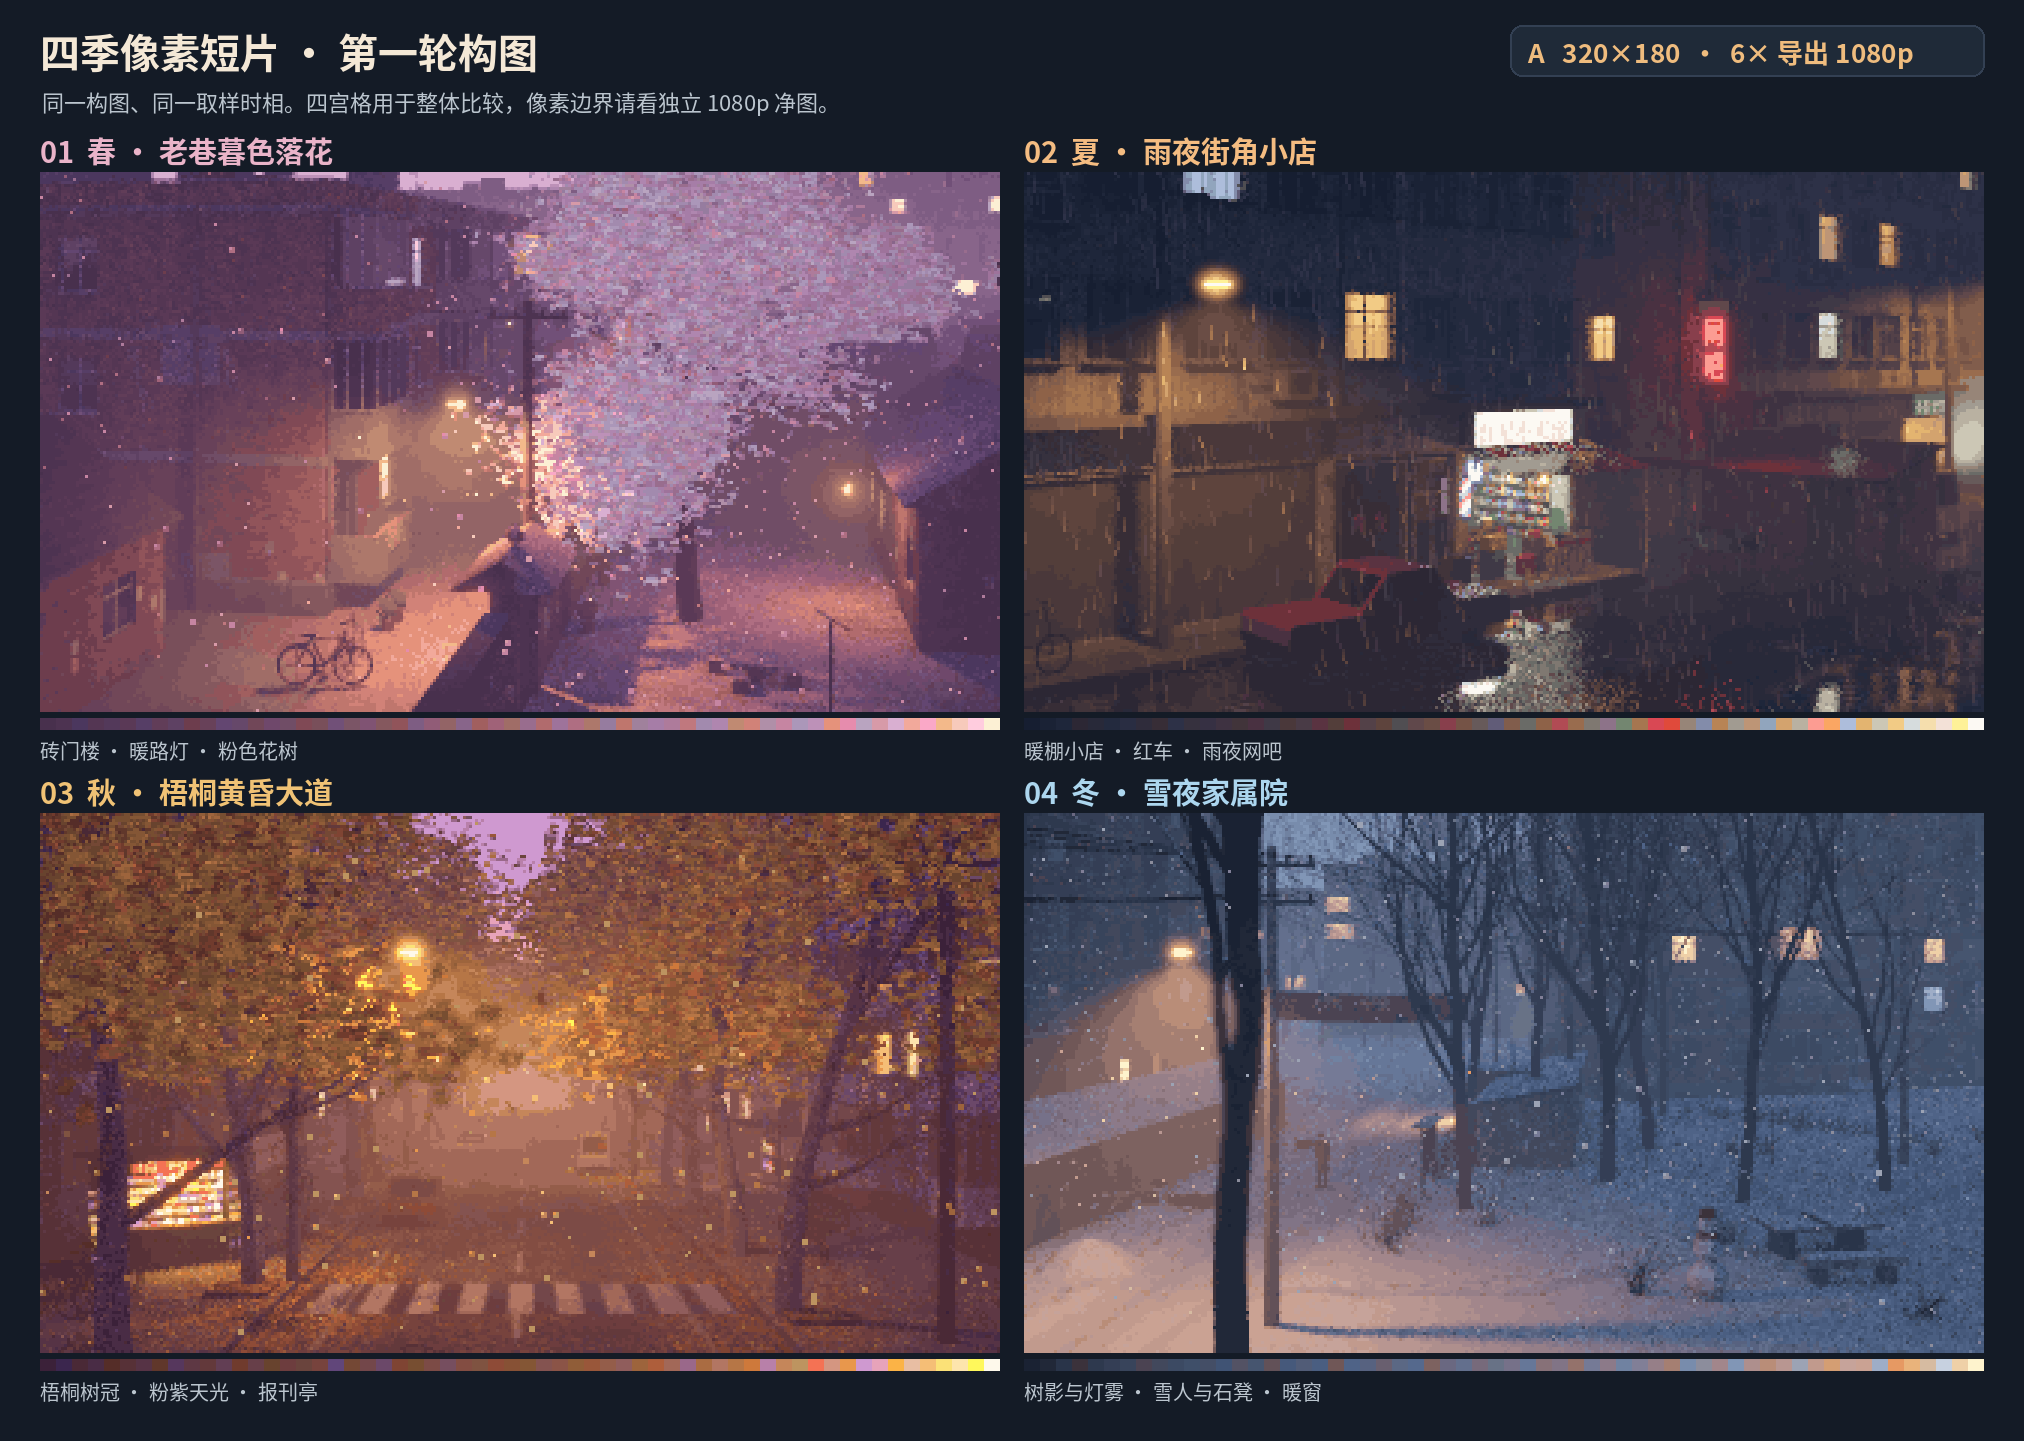 四季像素短片 · 第一轮构图
A 320×180 · 6× 导出 1080p
同一构图、同一取样时相。四宫格用于整体比较，像素边界请看独立 1080p 净图。
01 春 · 老巷暮色落花
02 夏 · 雨夜街角小店
砖门楼 · 暖路灯 · 粉色花树
暖棚小店 · 红车 · 雨夜网吧
03 秋 · 梧桐黄昏大道
04 冬 · 雪夜家属院
梧桐树冠 · 粉紫天光 · 报刊亭
树影与灯雾 · 雪人与石凳 · 暖窗